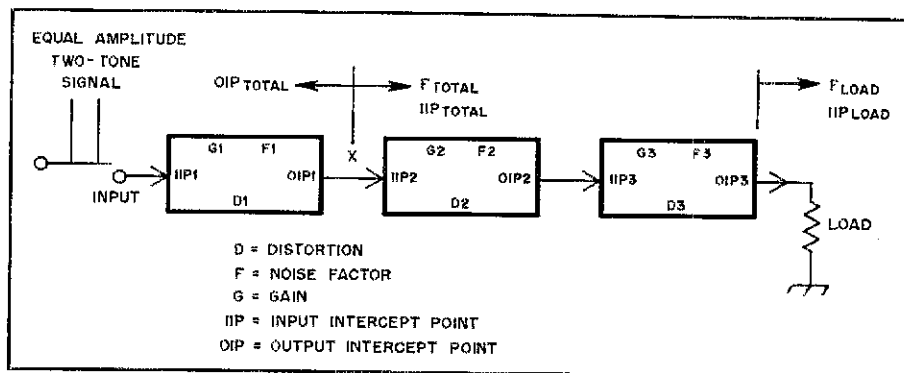 EQUAL AMPLITUDE
TWO-TONE
SIGNAL
OIP TOTAL
F TOTAL
IIP TOTAL
F LOAD
IIP LOAD
X
G1 F1
IIP1 OIP1
D1
G2 F2
IIP2 OIP2
D2
G3 F3
IIP3 OIP3
D3
INPUT
LOAD
D = DISTORTION
F = NOISE FACTOR
G = GAIN
IIP = INPUT INTERCEPT POINT
OIP = OUTPUT INTERCEPT POINT